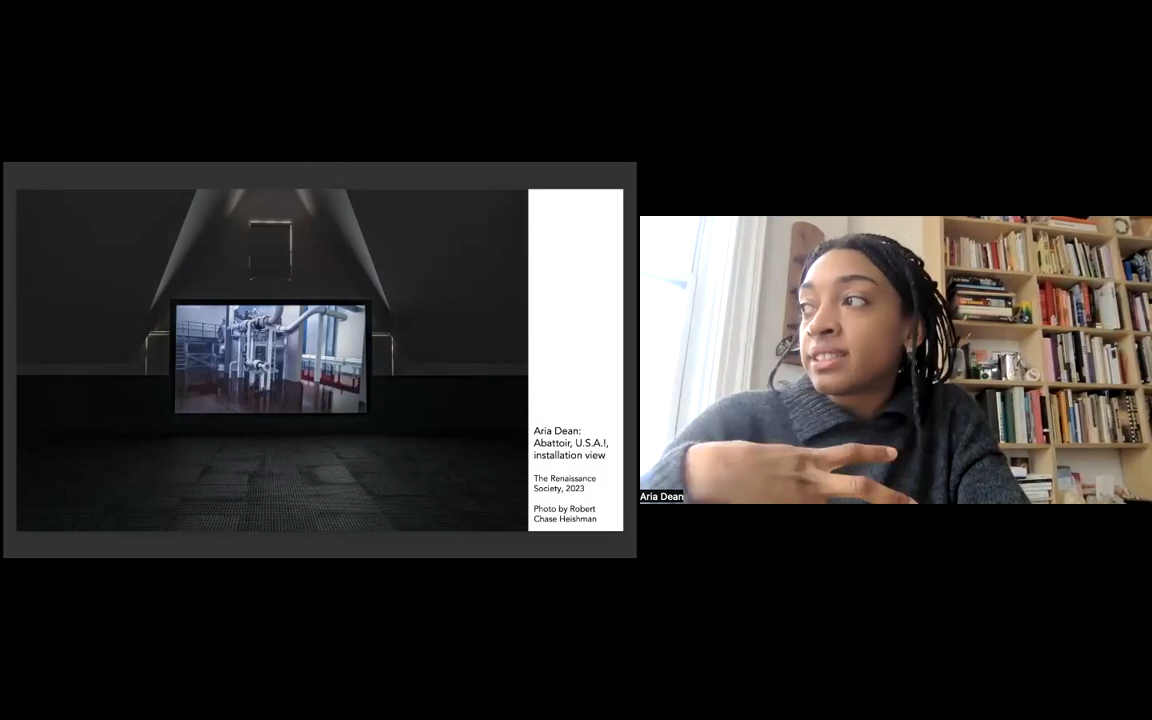 Aria Dean:
Abattoir, U.S.A.!,
installation view
The Renaissance
Society, 2023
Photo by Robert
Chase Heishman
Aria Dean